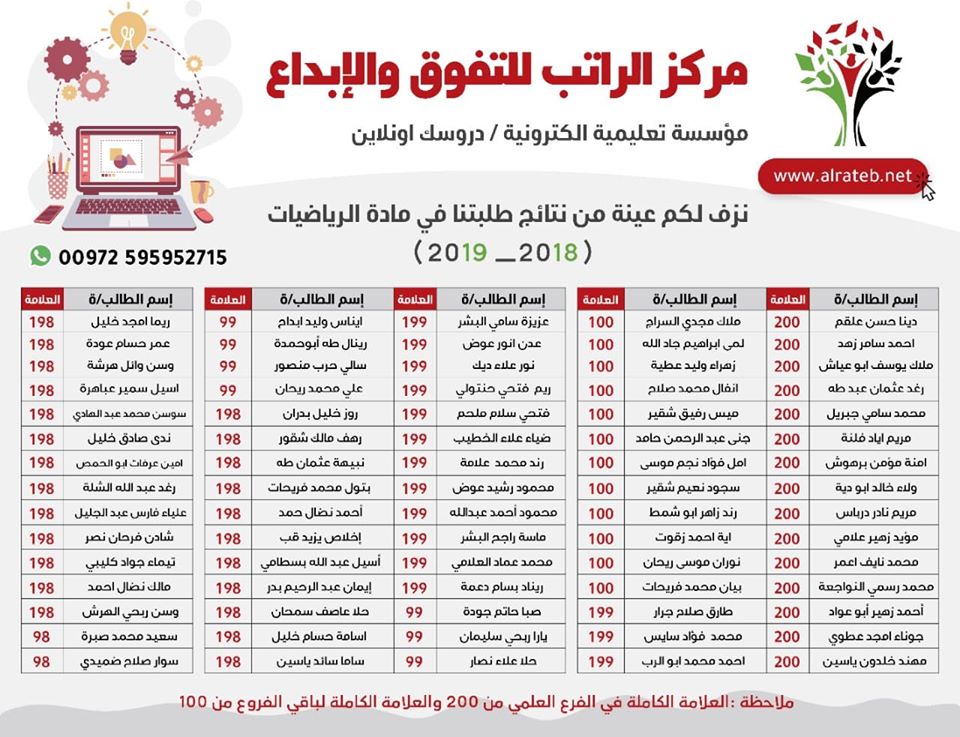 مركز الراتب للتفوق والإبداع
مؤسسة تعليمية الكترونية / دروسك اونلاين
www.alrateb.net
نزف لكم عينة من نتائج طلبتنا في مادة الرياضيات
(2018__2019)
00972 595952715
إسم الطالب/ة العلامة إسم الطالب/ة العلامة إسم الطالب/ة العلامة إسم الطالب/ة العلامة إسم الطالب/ة العلامة
دينا حسن علقم 200 ملاك مجدي السراج 100 عزيزة سامي البشر 199 ايناس وليد ابداح 99 ريما امجد خليل 198
احمد سامر زهد 200 لمى ابراهيم جاد الله 100 عدن انور عوض 199 رينال طه أبوحمدة 99 عمر حسام عودة 198
ملاك يوسف ابو عياش 200 زهراء وليد عطية 100 نور علاء ديك 199 سالي حرب منصور 99 وسن وائل هرشة 198
رغد عثمان عبد طه 200 انفال محمد صلاح 100 ريم فتحي حنتولي 199 علي محمد ريحان 99 اسيل سمير عباهرة 198
محمد سامي جبريل 200 ميس رفيق شقير 100 فتحي سلام ملحم 199 روز خليل بدران 198 سوسن محمد عبد الهادي 198
مريم اياد فلنة 200 جنى عبد الرحمن حامد 100 ضياء علاء الخطيب 199 رهف مالك شقور 198 ندى صادق خليل 198
امنة مؤمن برهوش 200 امل فؤاد نجم موسى 100 رند محمد علامة 199 نبيهة عثمان طه 198 امين عرفات ابو الحمص 198
ولاء خالد ابو دية 200 سجود نعيم شقير 100 محمود رشيد عوض 199 بتول محمد فريحات 198 رغد عبد الله الشلة 198
مريم نادر درباس 200 رند زاهر ابو شمط 100 محمود أحمد عبدالله 199 أحمد نضال حمد 198 علياء فارس عبد الجليل 198
مؤيد زهير علامي 200 اية احمد زقوت 100 ماسة راجح البشر 199 إخلاص يزيد قب 198 شادن فرحان نصر 198
محمد نايف اعمر 200 نوران موسى ريحان 100 محمد عماد العلامي 199 أسيل عبد الله بسطامي 198 تيماء جواد كليبي 198
محمد رسمي النواجعة 200 بيان محمد فريحات 100 ريناد بسام دعمة 199 إيمان عبد الرحيم بدر 198 مالك نضال احمد 198
أحمد زهير أبو عواد 200 طارق صلاح جرار 199 صبا حاتم جودة 99 حلا عاصف سمحان 198 وسن ربحي الهرش 198
جوناء امجد عطوي 200 محمد فؤاد سايس 199 يارا ربحي سليمان 99 اسامة حسام خليل 198 سعيد محمد صبرة 98
مهند خلدون ياسين 200 احمد محمد ابو الرب 199 حلا علاء نصار 99 ساما سائد ياسين 198 سوار صلاح ضميدي 98
ملاحظة :العلامة الكاملة في الفرع العلمي من 200 والعلامة الكاملة لباقي الفروع من 100